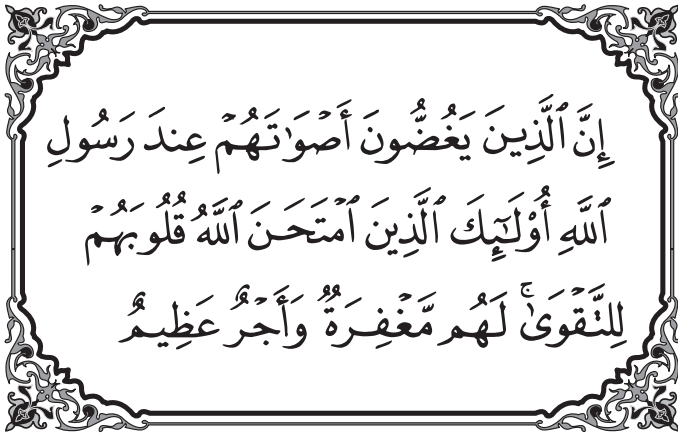 إِنَّ ٱلَّذِينَ يَغُضُّونَ أَصۡوَٰتَهُمۡ عِندَ رَسُولِ
ٱللَّهِ أُوْلَٰٓئِكَ ٱلَّذِينَ ٱمۡتَحَنَ ٱللَّهُ قُلُوبَهُمۡ
لِلتَّقۡوَىٰۚ لَهُم مَّغۡفِرَةٞ وَأَجۡرٌ عَظِيمٌ